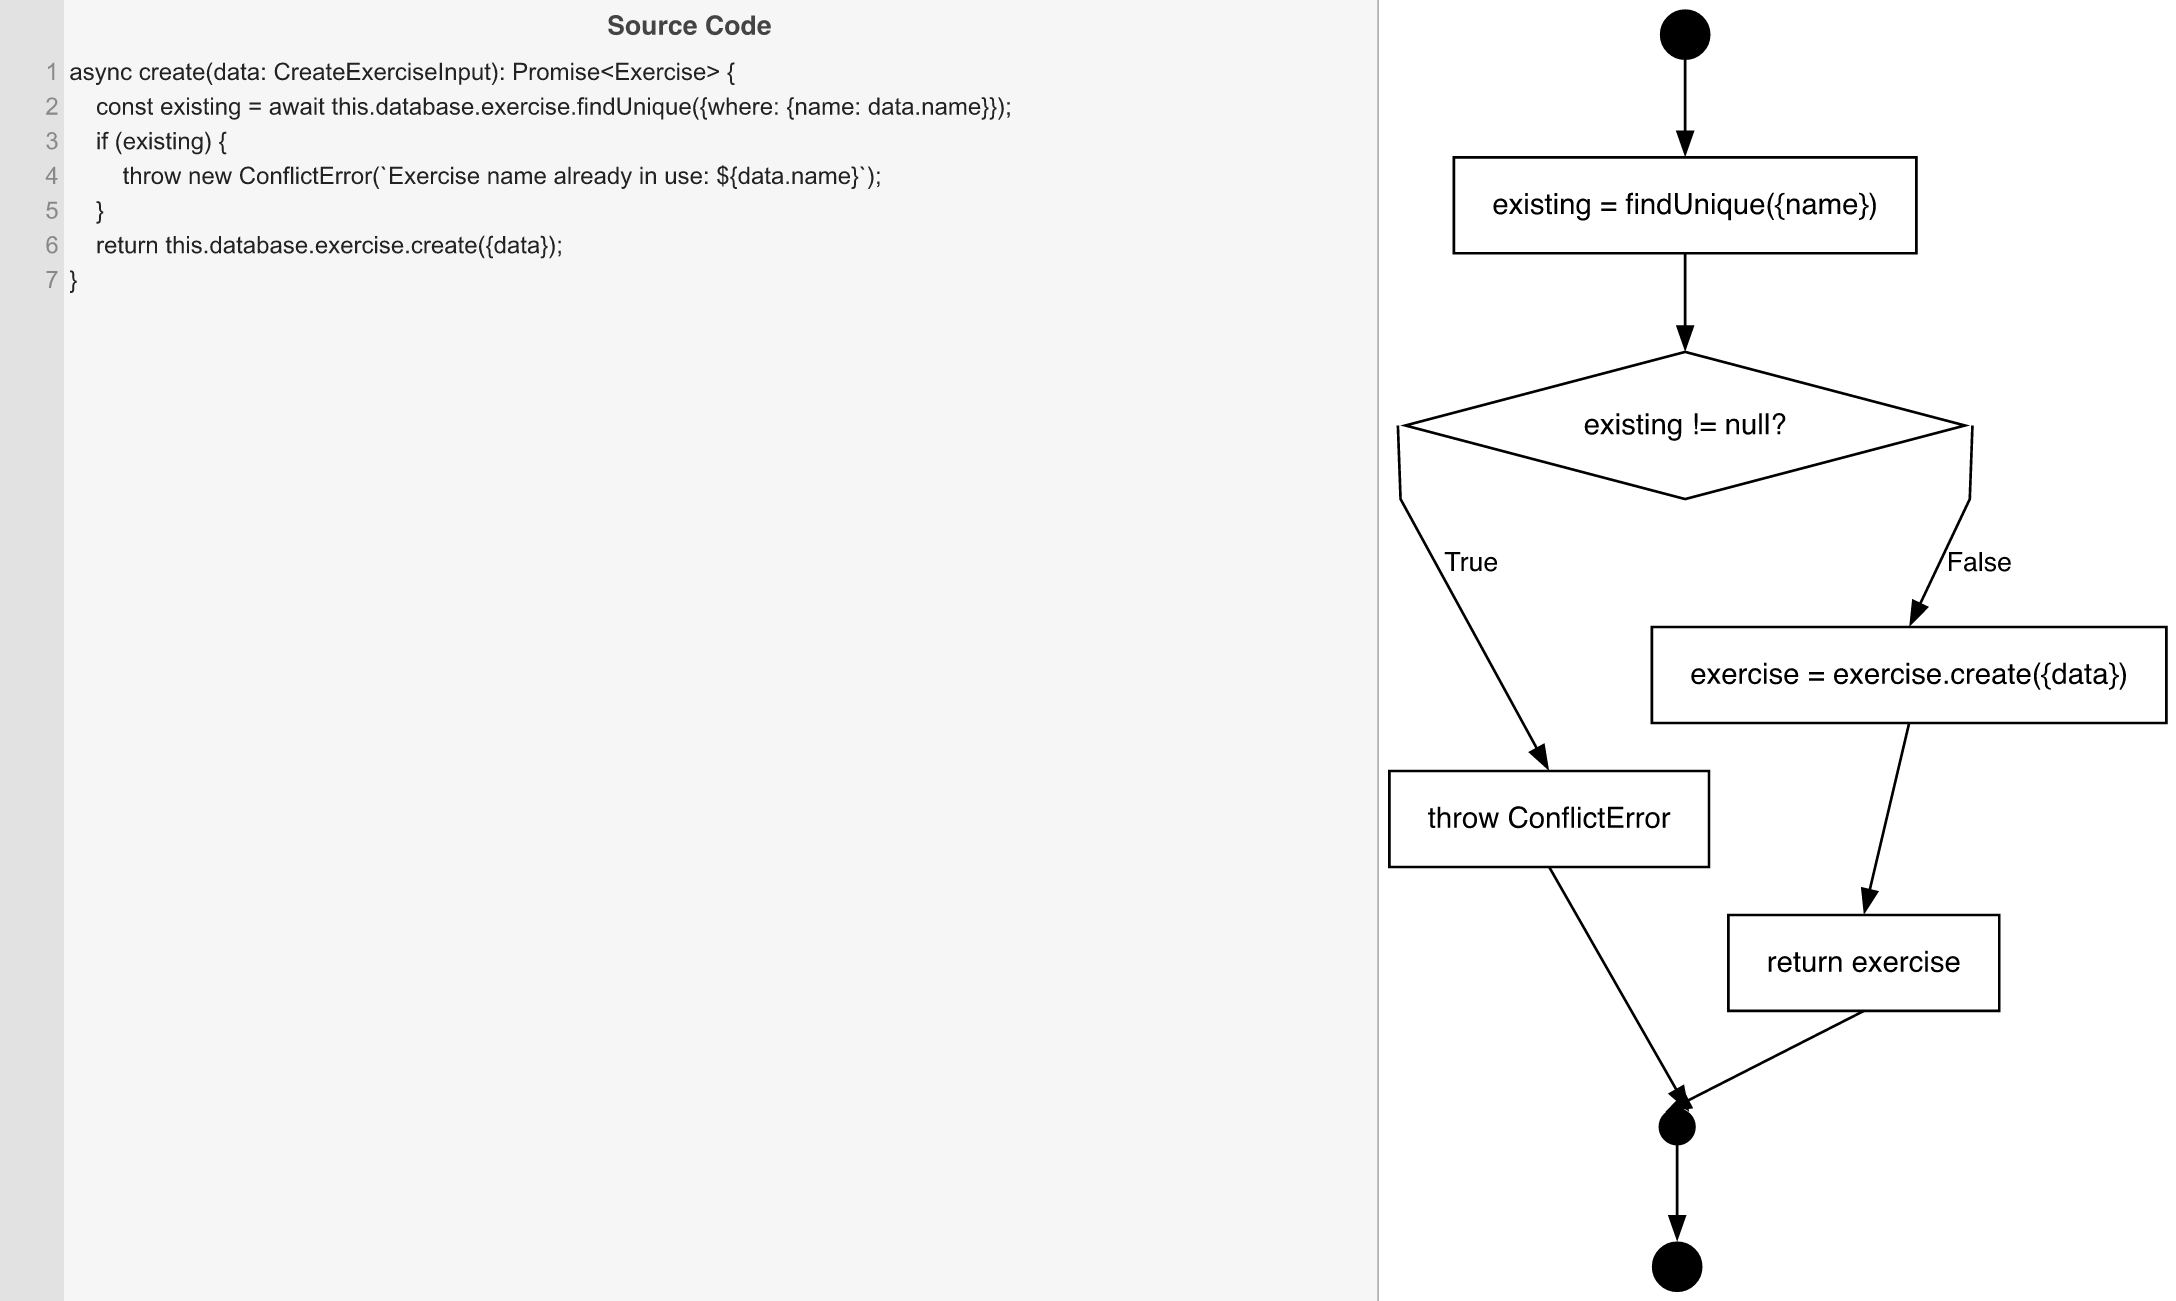 Source Code
1 async create(data: CreateExerciseInput): Promise<Exercise> {
2 const existing = await this.database.exercise.findUnique({where: {name: data.name}});
3 if (existing) {
4 throw new ConflictError(`Exercise name already in use: ${data.name}`);
5 }
6 return this.database.exercise.create({data});
7 }
existing = findUnique({name})
existing != null?
True
False
exercise = exercise.create({data})
throw ConflictError
return exercise